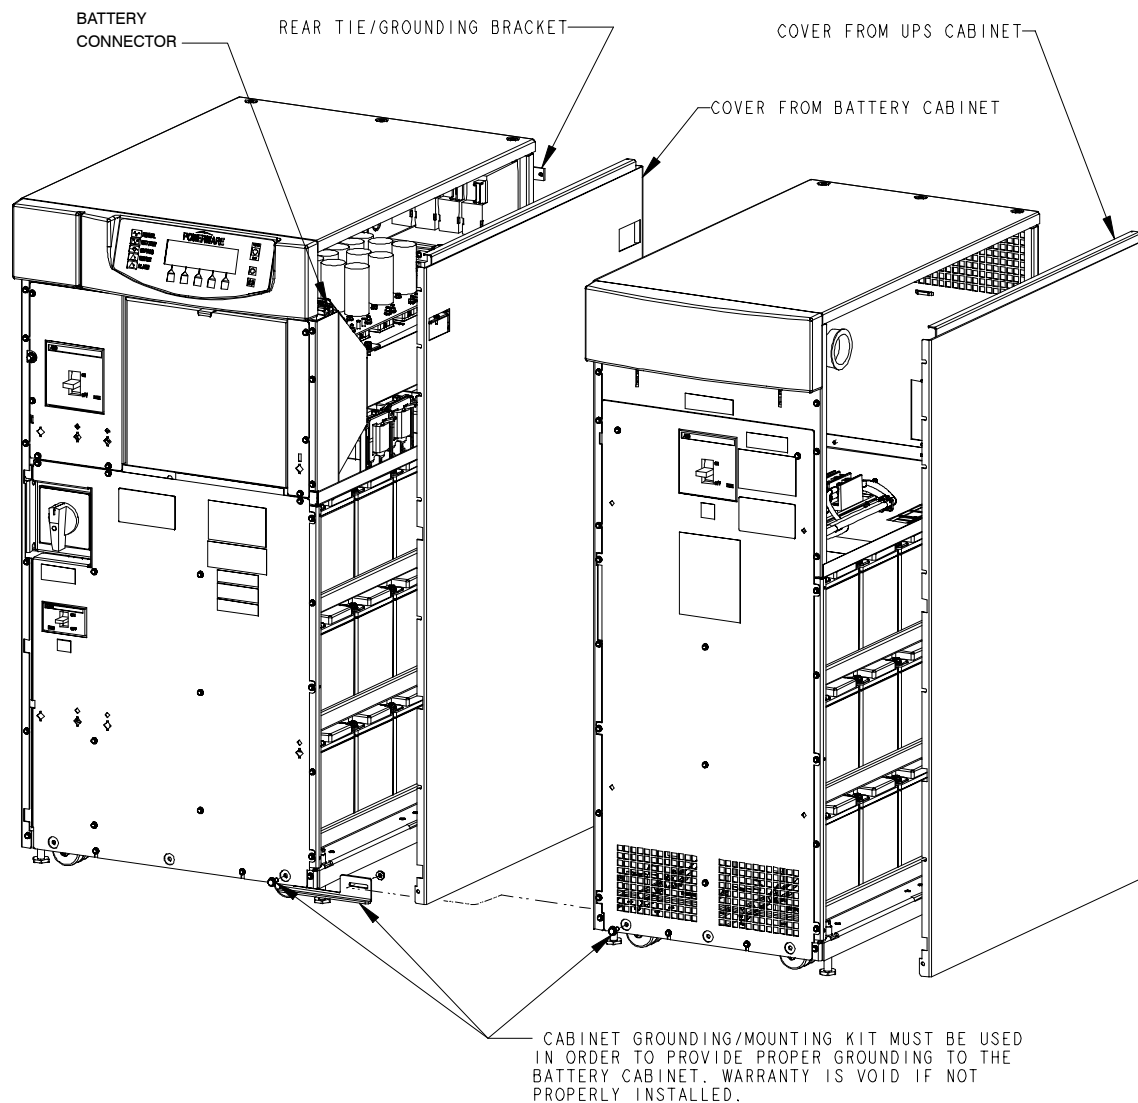 BATTERY
CONNECTOR
REAR TIE/GROUNDING BRACKET
COVER FROM UPS CABINET
COVER FROM BATTERY CABINET
POWERWARE
CABINET GROUNDING/MOUNTING KIT MUST BE USED
IN ORDER TO PROVIDE PROPER GROUNDING TO THE
BATTERY CABINET. WARRANTY IS VOID IF NOT
PROPERLY INSTALLED.